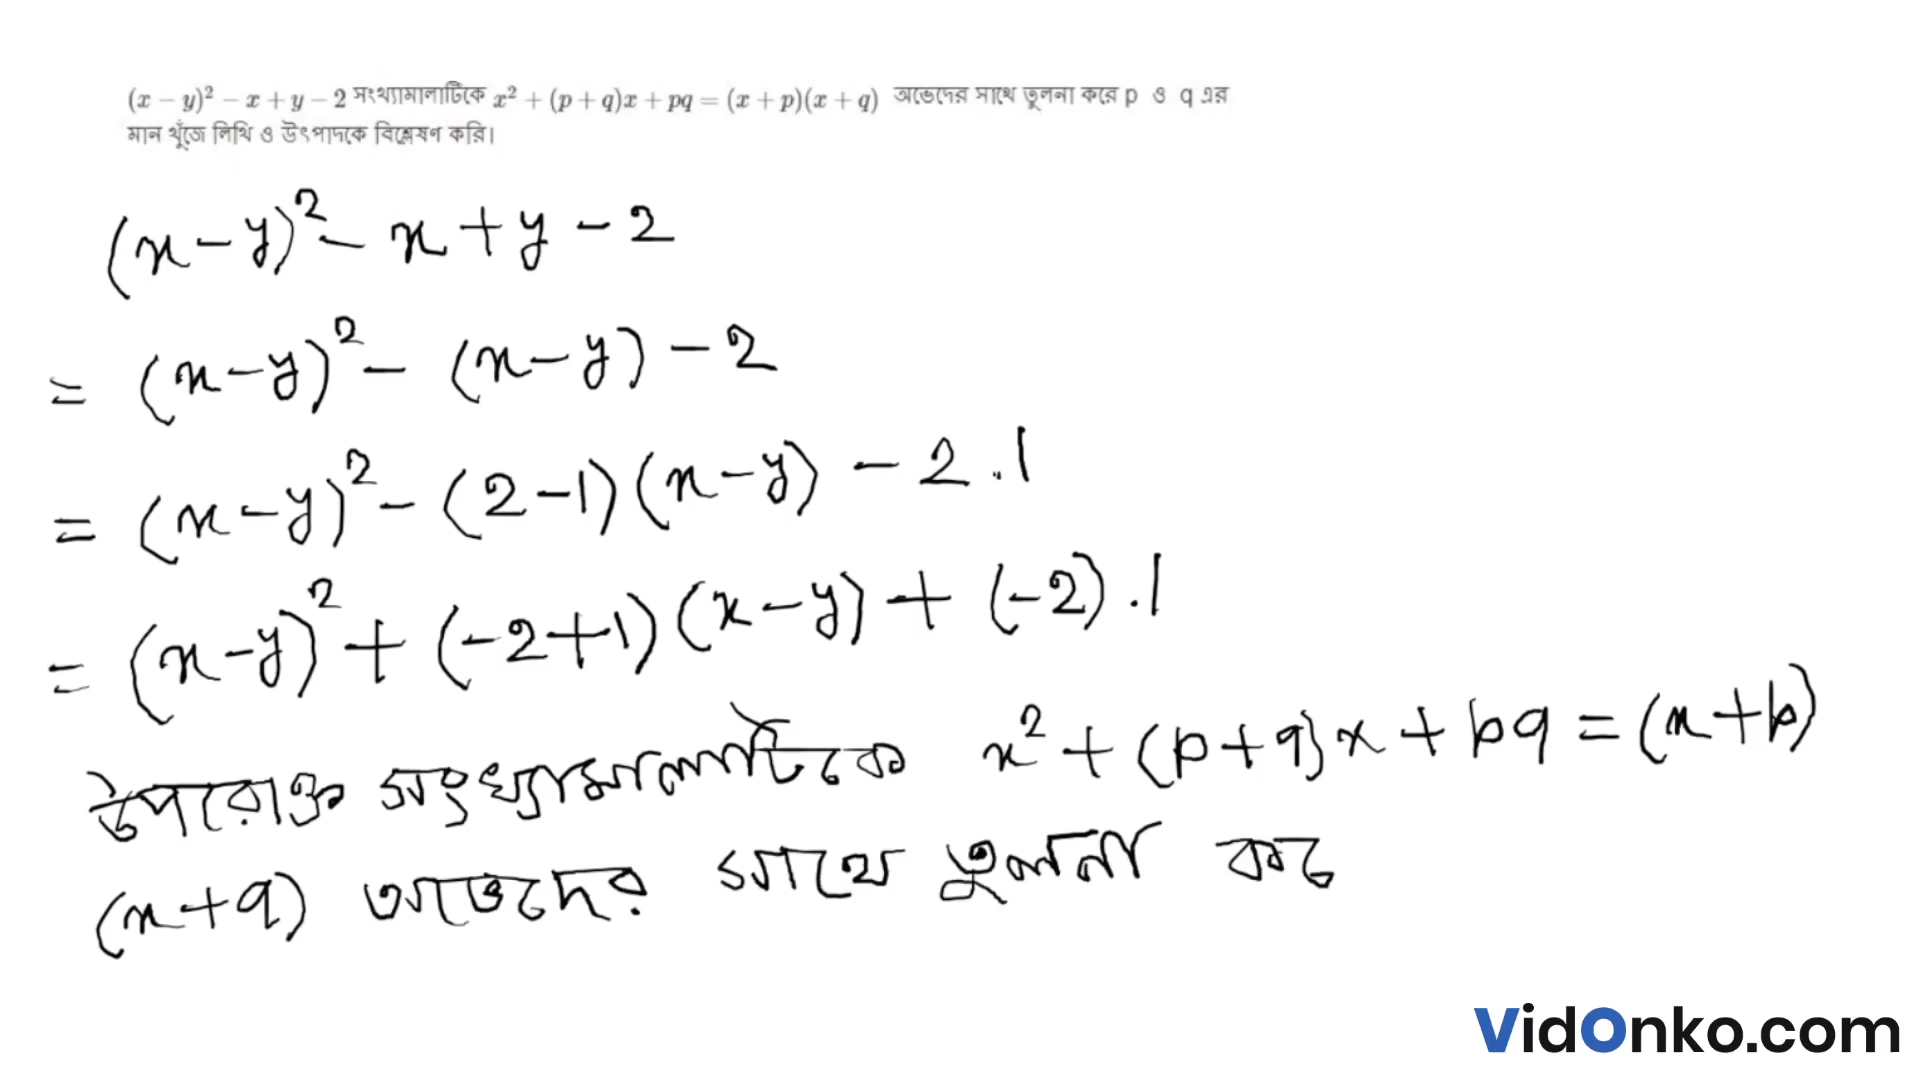 (x − y)² − x + y − 2 সংখ্যামালাটিকে x² + (p + q)x + pq = (x + p)(x + q) অভেদের সাথে তুলনা করে p ও q এর
মান খুঁজে লিখি ও উৎপাদকে বিশ্লেষণ করি।
(x-y)² - x + y - 2
= (x-y)² - (x-y) - 2
= (x-y)² - (2-1)(x-y) - 2.1
= (x-y)² + (-2+1)(x-y) + (-2).1
উপরোক্ত সংখ্যামালাটিকে x² + (p+q)x + pq = (x+p)
(x+q) অভেদের সাথে তুলনা করে
VidOnko.com